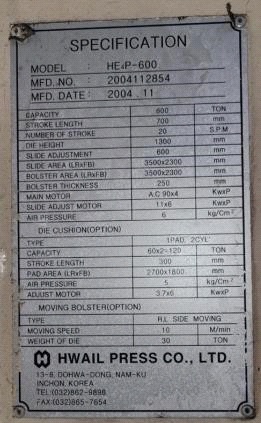 SPECIFICATION
MODEL : HE4P-600
MFD. NO. : 2004112854
MFD. DATE : 2004 . 11
CAPACITY 600 TON
STROKE LENGTH 700 mm
NUMBER OF STROKE 20 S.P.M
DIE HEIGHT 1300 mm
SLIDE ADJUSTMENT 600 mm
SLIDE AREA (LRxFB) 3500x2300 mm
BOLSTER AREA (LRxFB) 3500x2300 mm
BOLSTER THICKNESS 250 mm
MAIN MOTOR A.C 90x4 KwxP
SLIDE ADJUST MOTOR 11x6 KwxP
AIR PRESSURE 6 kg/Cm²
DIE CUSHION(OPTION)
TYPE 1PAD, 2CYL'
CAPACITY 60x2=120 TON
STROKE LENGTH 300 mm
PAD AREA (LRxFB) 2700x1800 mm
AIR PRESSURE 5 kg/Cm²
ADJUST MOTOR 3.7x6 KwxP
MOVING BOLSTER(OPTION)
TYPE R.L SIDE MOVING
MOVING SPEED 10 M/min
WEIGHT OF DIE 30 TON
HWAIL PRESS CO., LTD.
13-8, DOHWA-DONG, NAM-KU
INCHON, KOREA
TEL:(032)862-9898
FAX:(032)865-7654